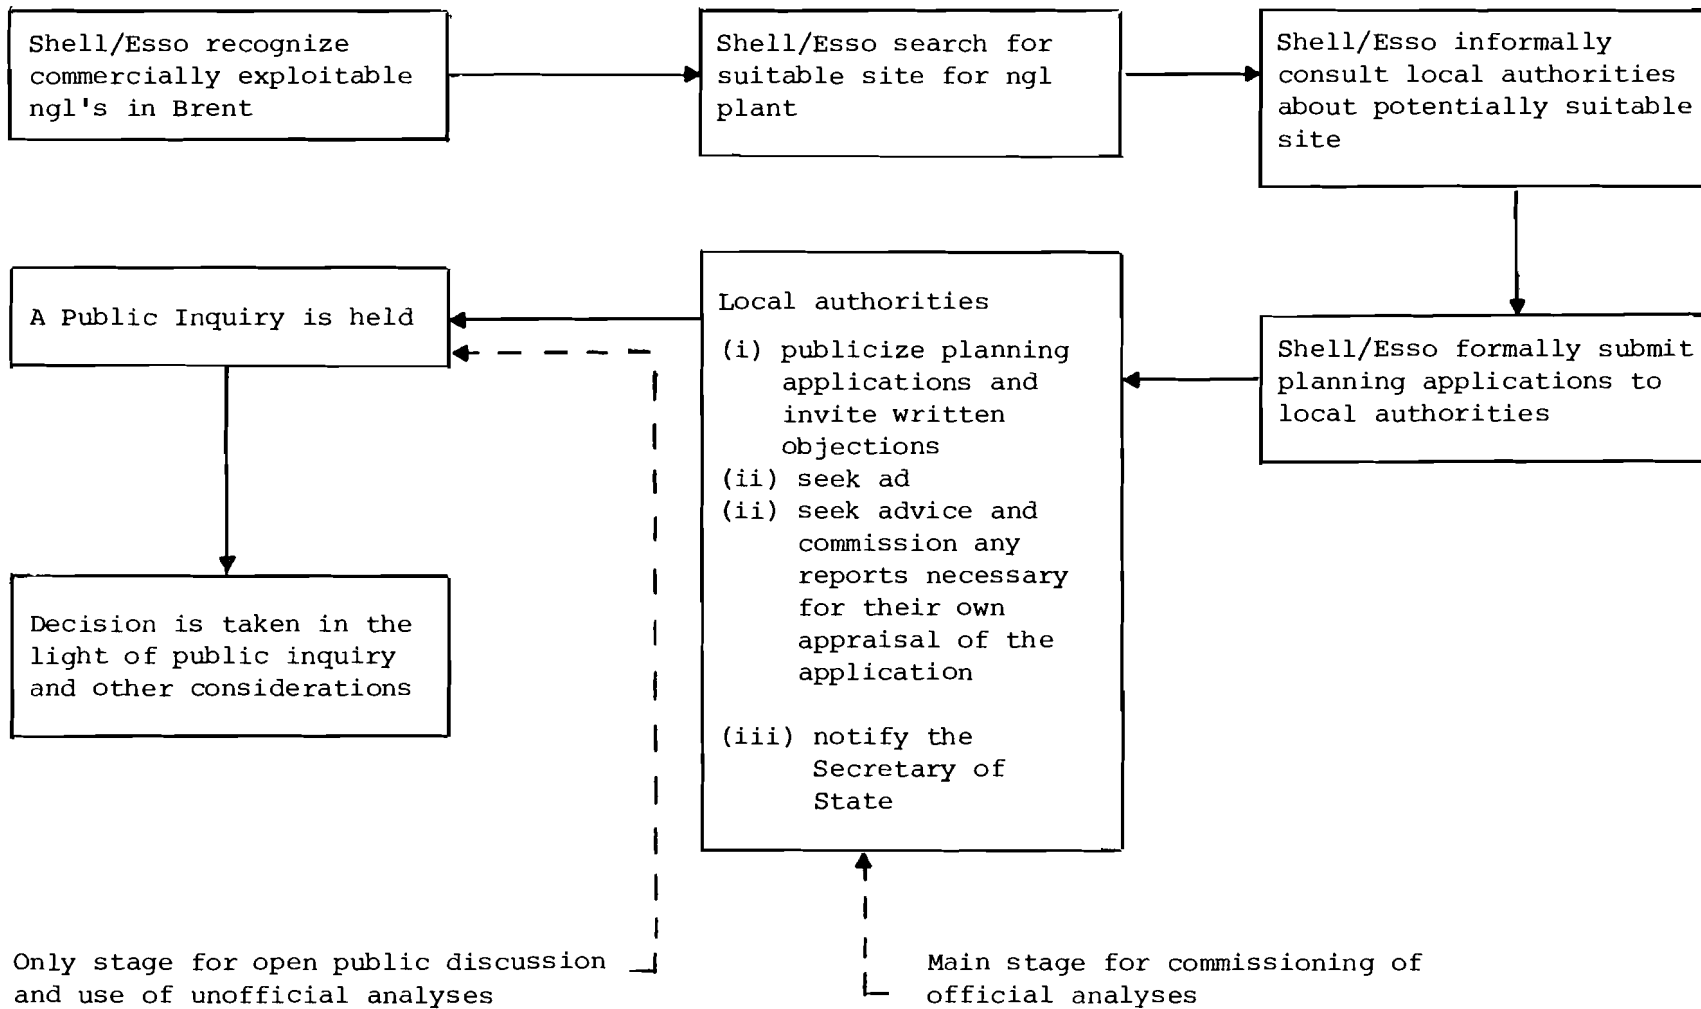 Shell/Esso recognize
commercially exploitable
ngl's in Brent
Shell/Esso search for
suitable site for ngl
plant
Shell/Esso informally
consult local authorities
about potentially suitable
site
Shell/Esso formally submit
planning applications to
local authorities
Local authorities
(i) publicize planning
applications and
invite written
objections
(ii) seek ad
(ii) seek advice and
commission any
reports necessary
for their own
appraisal of the
application
(iii) notify the
Secretary of
State
A Public Inquiry is held
Decision is taken in the
light of public inquiry
and other considerations
Only stage for open public discussion
and use of unofficial analyses
Main stage for commissioning of
official analyses